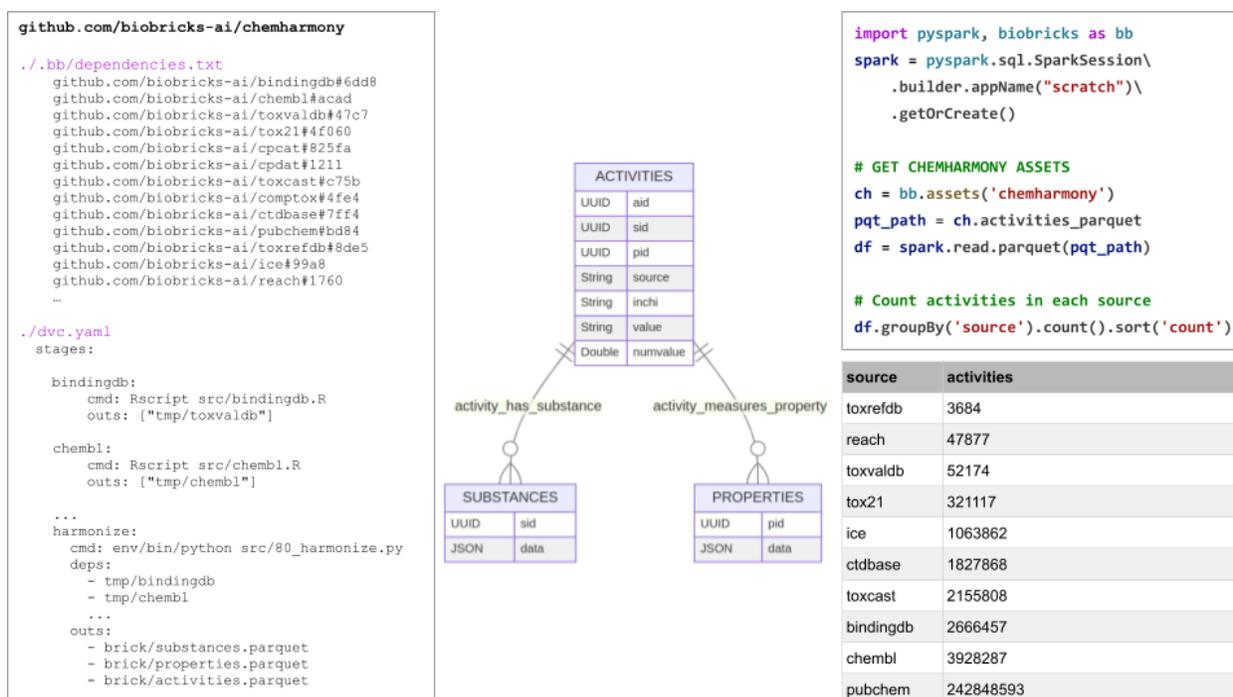 github.com/biobricks-ai/chemharmony
./.bb/dependencies.txt
github.com/biobricks-ai/bindingdb#6dd8
github.com/biobricks-ai/chembl#acad
github.com/biobricks-ai/toxvaldb#47c7
github.com/biobricks-ai/tox21#4f060
github.com/biobricks-ai/cpcat#825fa
github.com/biobricks-ai/cpdat#1211
github.com/biobricks-ai/toxcast#c75b
github.com/biobricks-ai/comptox#4fe4
github.com/biobricks-ai/ctdbase#7ff4
github.com/biobricks-ai/pubchem#bd84
github.com/biobricks-ai/toxrefdb#8de5
github.com/biobricks-ai/ice#99a8
github.com/biobricks-ai/reach#1760
…
./dvc.yaml
stages:
bindingdb:
cmd: Rscript src/bindingdb.R
outs: ["tmp/toxvaldb"]
chembl:
cmd: Rscript src/chembl.R
outs: ["tmp/chembl"]
...
harmonize:
cmd: env/bin/python src/80_harmonize.py
deps:
- tmp/bindingdb
- tmp/chembl
...
outs:
- brick/substances.parquet
- brick/properties.parquet
- brick/activities.parquet
ACTIVITIES
UUID aid
UUID sid
UUID pid
String source
String inchi
String value
Double numvalue
activity_has_substance activity_measures_property
SUBSTANCES
UUID sid
JSON data
PROPERTIES
UUID pid
JSON data
import pyspark, biobricks as bb
spark = pyspark.sql.SparkSession\
.builder.appName("scratch")\
.getOrCreate()
# GET CHEMHARMONY ASSETS
ch = bb.assets('chemharmony')
pqt_path = ch.activities_parquet
df = spark.read.parquet(pqt_path)
# Count activities in each source
df.groupBy('source').count().sort('count')
source activities
toxrefdb 3684
reach 47877
toxvaldb 52174
tox21 321117
ice 1063862
ctdbase 1827868
toxcast 2155808
bindingdb 2666457
chembl 3928287
pubchem 242848593